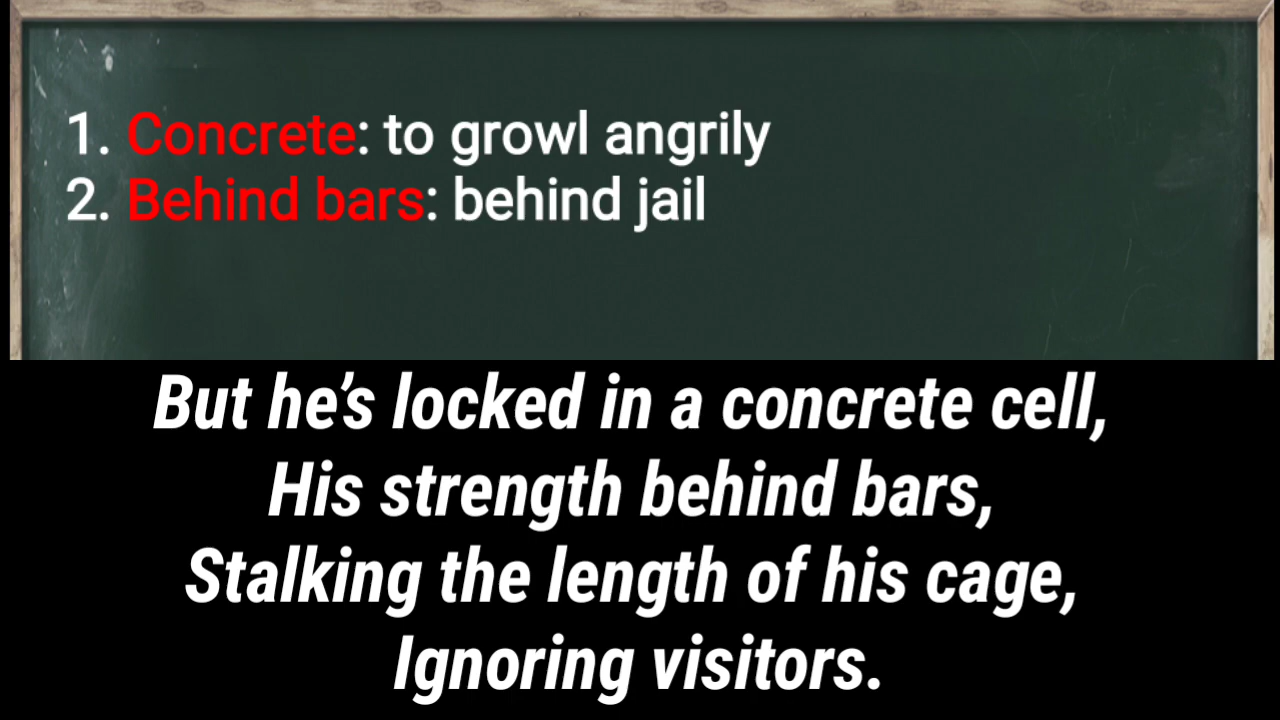 1. Concrete: to growl angrily
2. Behind bars: behind jail
But he’s locked in a concrete cell,
His strength behind bars,
Stalking the length of his cage,
Ignoring visitors.